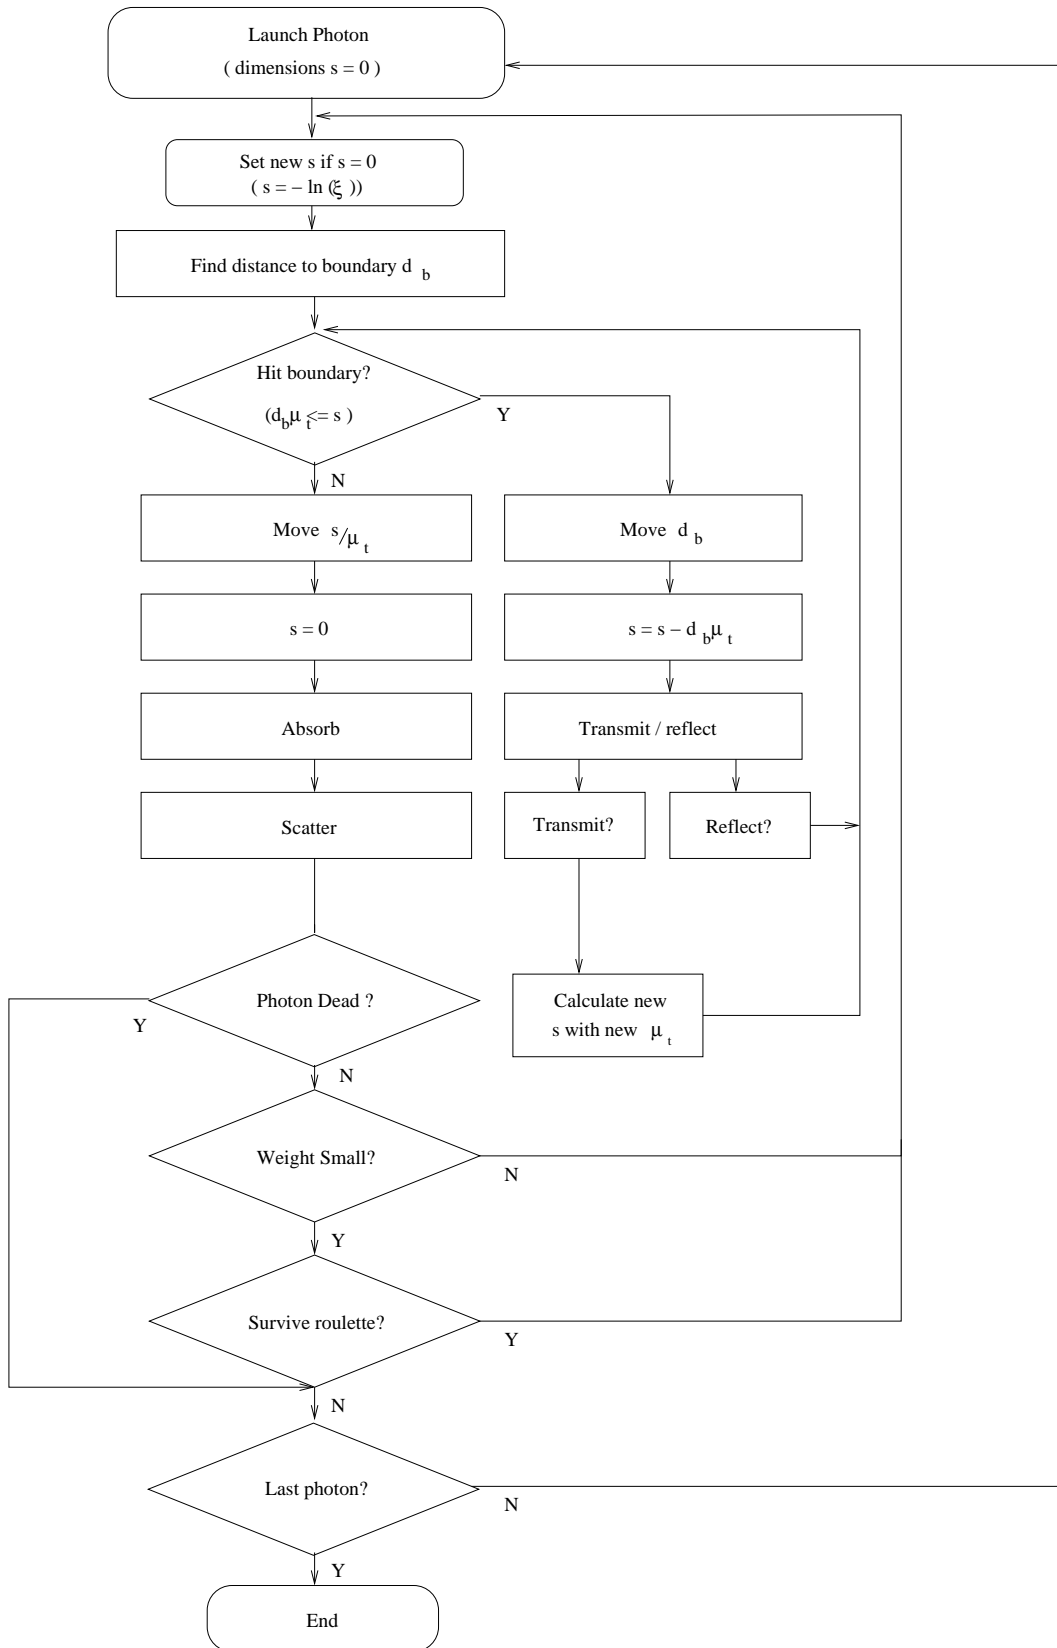 Launch Photon
( dimensions s = 0 )
Set new s if s = 0
( s = − ln (ξ ))
Find distance to boundary d b
Hit boundary?
(d b μ t <= s )
Y
N
Move s/μ t
Move d b
s = 0
s = s − d b μ t
Absorb
Transmit / reflect
Scatter
Transmit?
Reflect?
Photon Dead ?
Y
N
Calculate new
s with new μ t
Weight Small?
N
Y
Survive roulette?
Y
N
Last photon?
N
Y
End